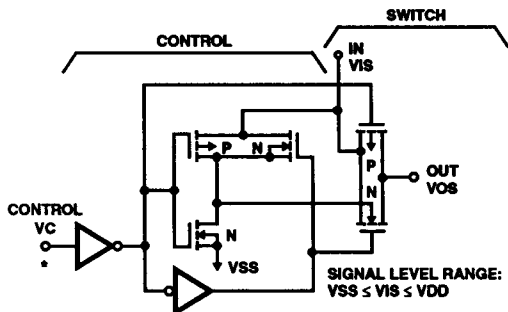 SWITCH
CONTROL
IN
VIS
P
N
P
N
OUT
VOS
CONTROL
VC
*
N
VSS
SIGNAL LEVEL RANGE:
VSS ≤ VIS ≤ VDD